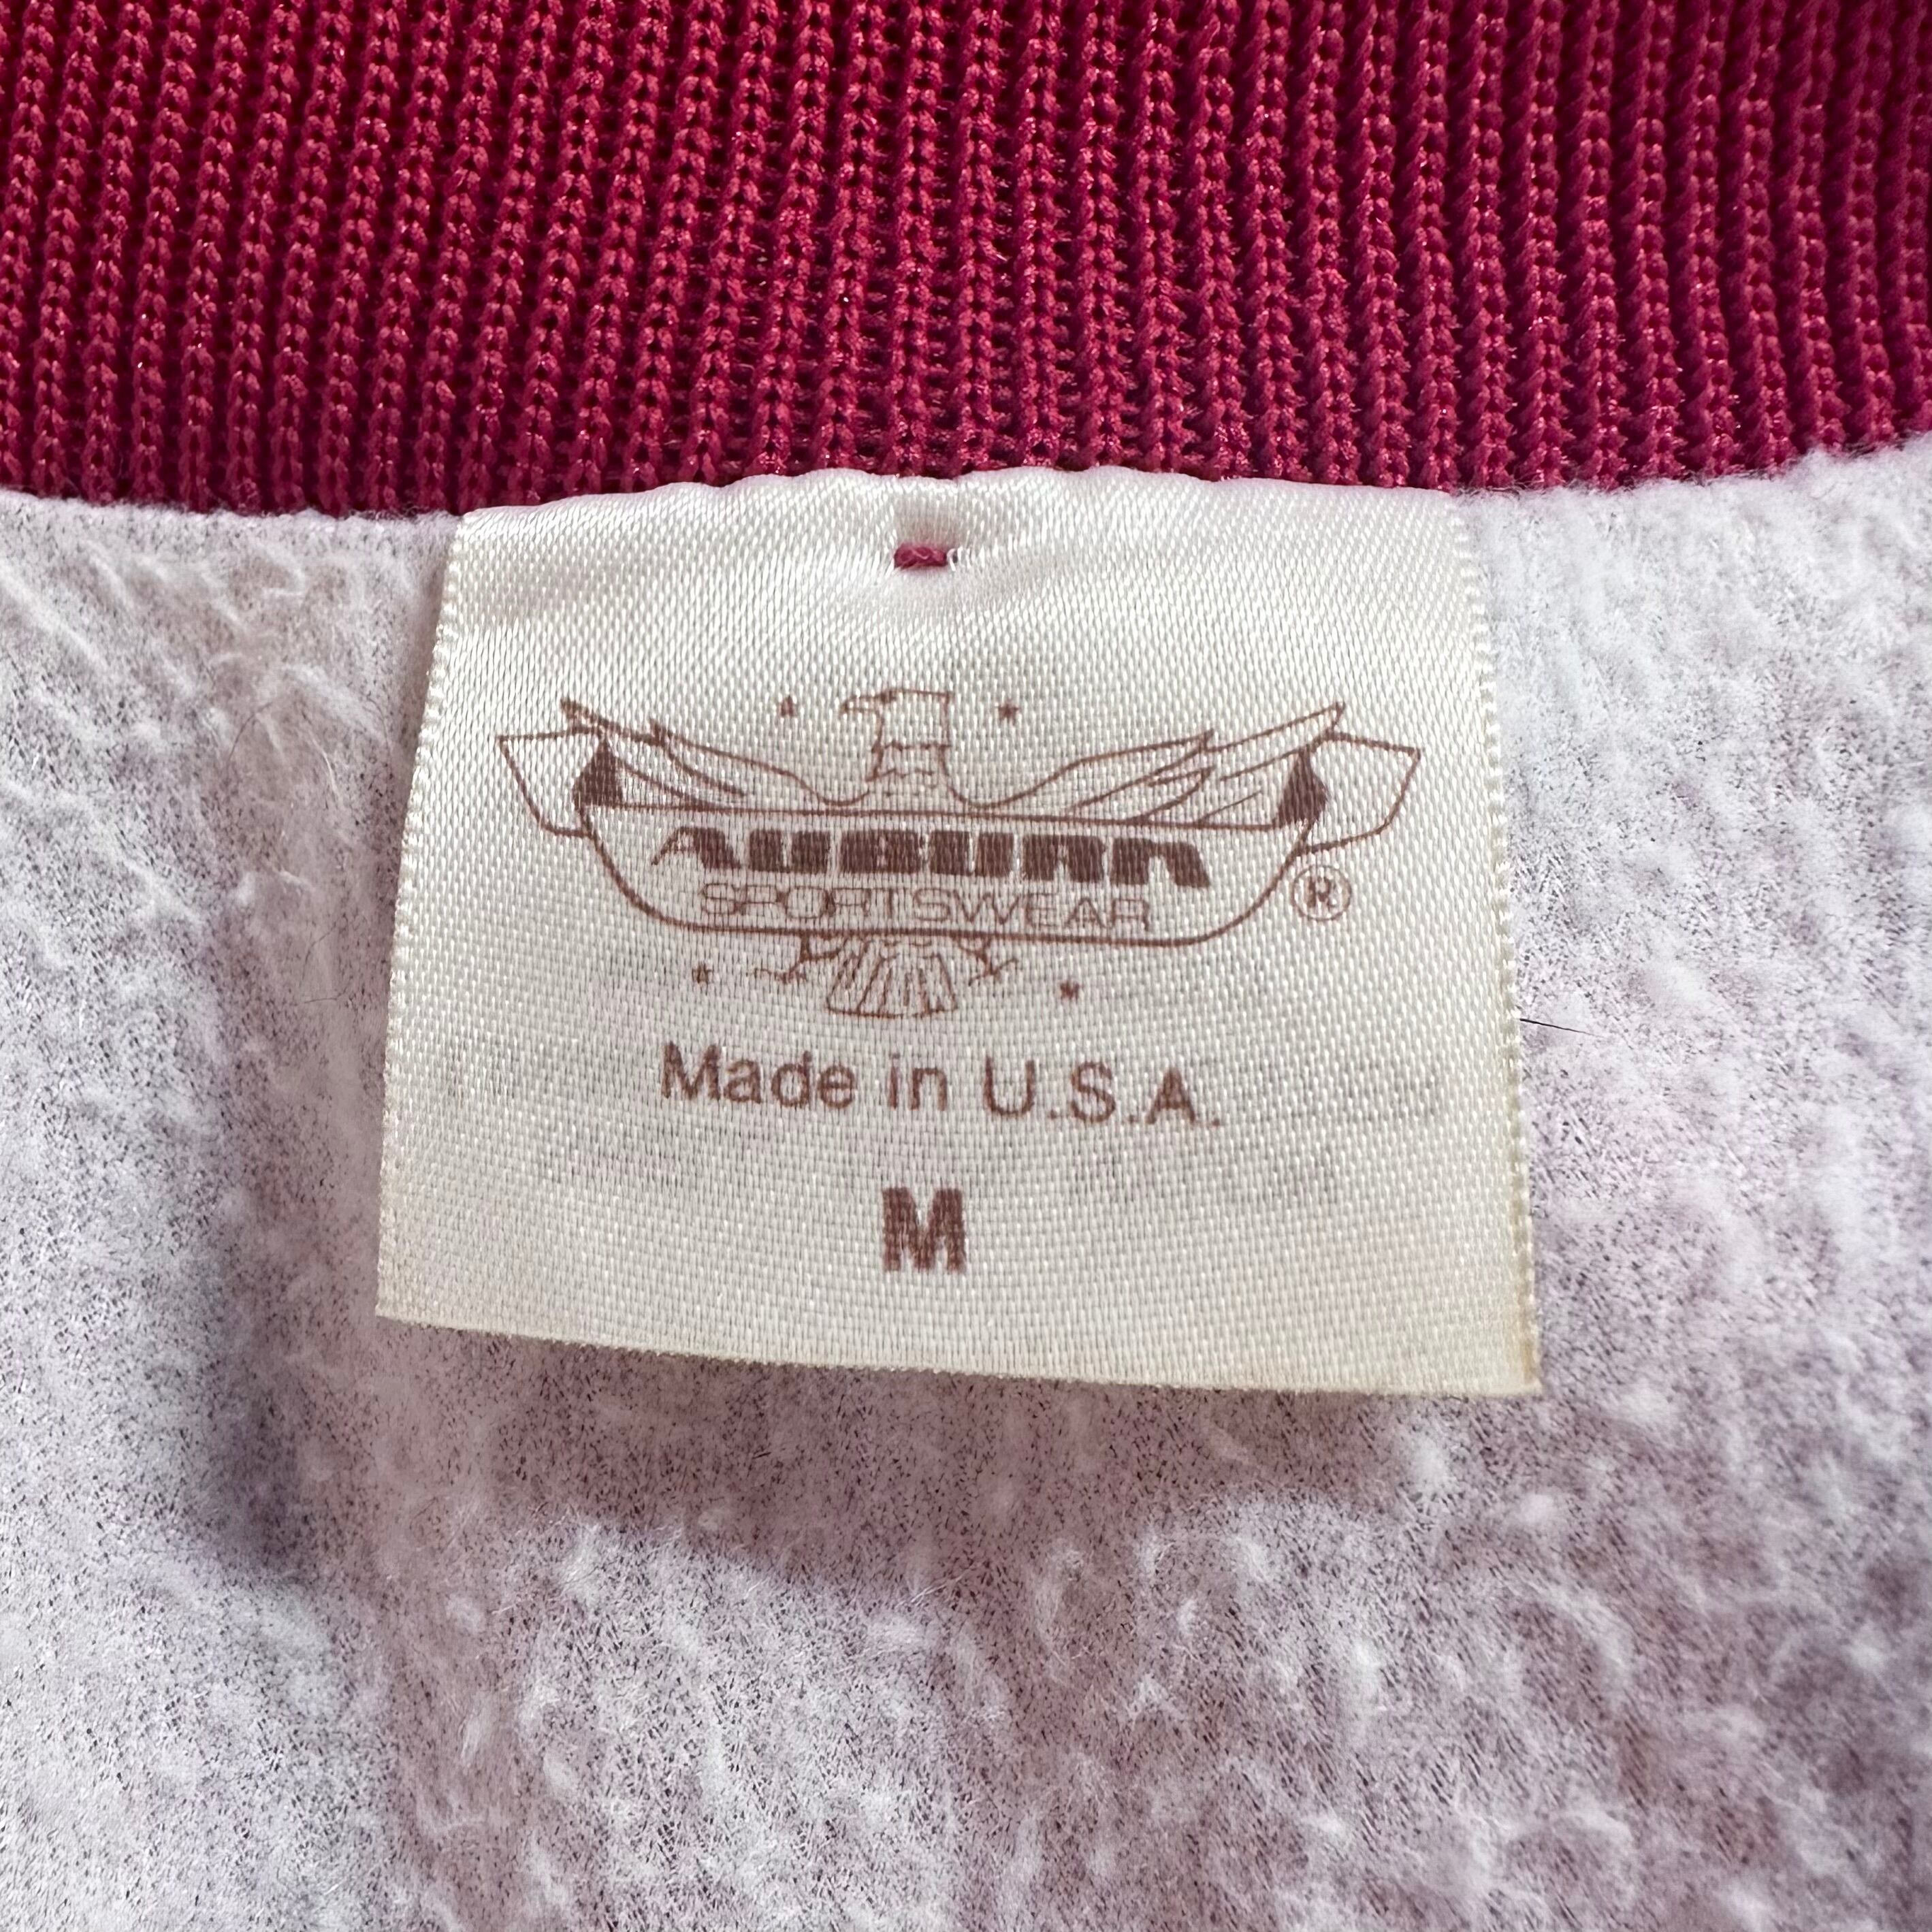 AUBURN
SPORTSWEAR
®
Made in U.S.A.
M